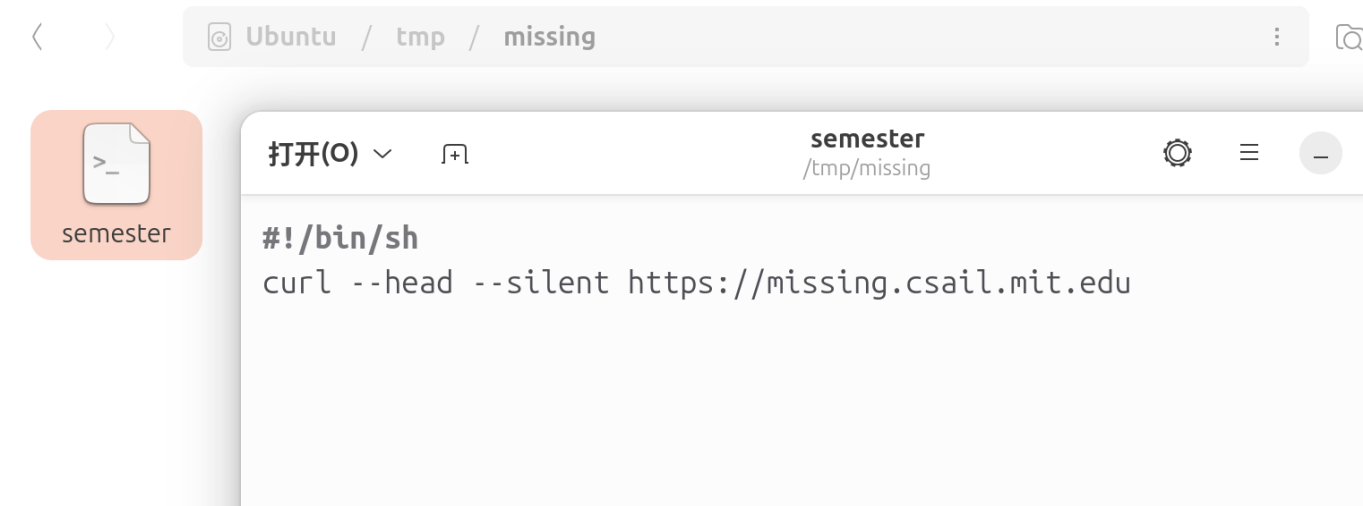 Ubuntu / tmp / missing
semester
/tmp/missing
打开(O)
>_
semester
#!/bin/sh
curl --head --silent https://missing.csail.mit.edu